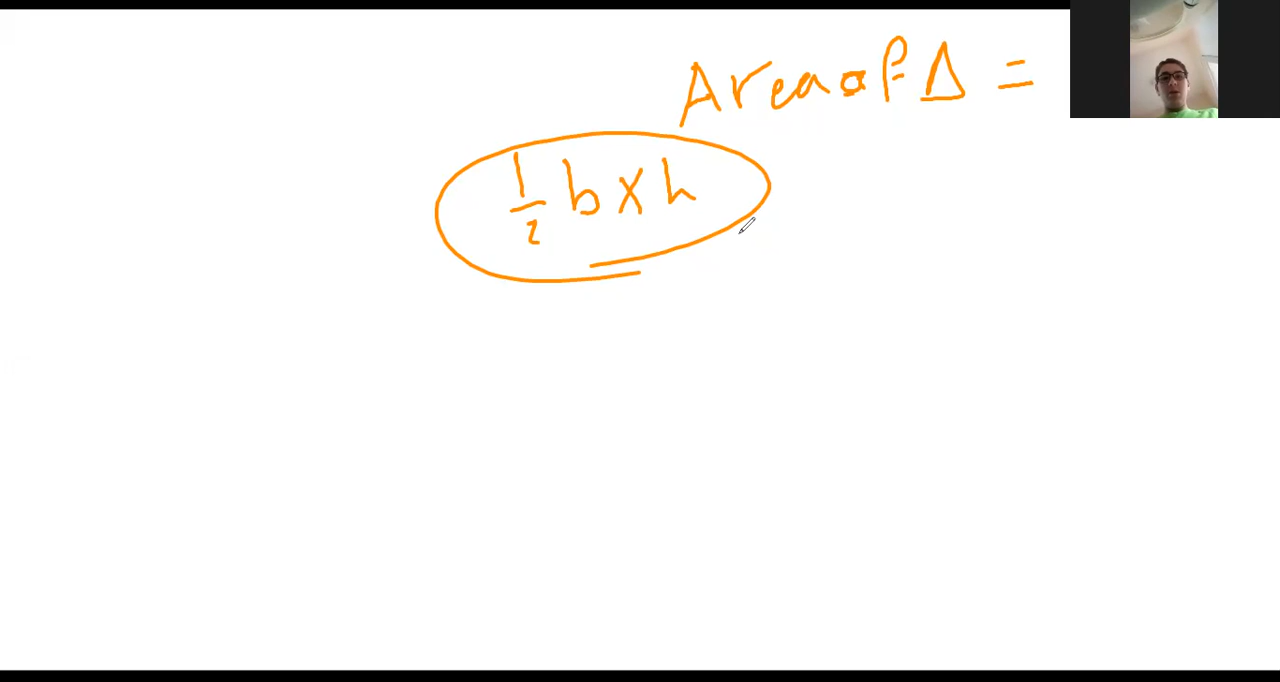 Area of Δ =
1/2 b x h